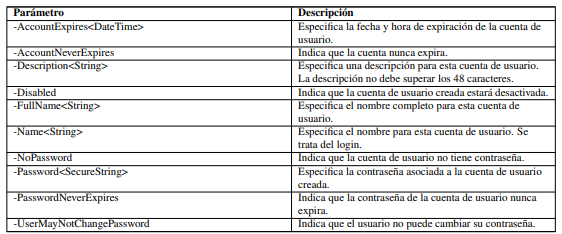 Parámetro Descripción
-AccountExpires<DateTime> Especifica la fecha y hora de expiración de la cuenta de
usuario.
-AccountNeverExpires Indica que la cuenta nunca expira.
-Description<String> Especifica una descripción para esta cuenta de usuario.
La descripción no debe superar los 48 caracteres.
-Disabled Indica que la cuenta de usuario creada estará desactivada.
-FullName<String> Especifica el nombre completo para esta cuenta de
usuario.
-Name<String> Especifica el nombre para esta cuenta de usuario. Se
trata del login.
-NoPassword Indica que la cuenta de usuario no tiene contraseña.
-Password<SecureString> Especifica la contraseña asociada a la cuenta de usuario
creada.
-PasswordNeverExpires Indica que la contraseña de la cuenta de usuario nunca
expira.
-UserMayNotChangePassword Indica que el usuario no puede cambiar su contraseña.